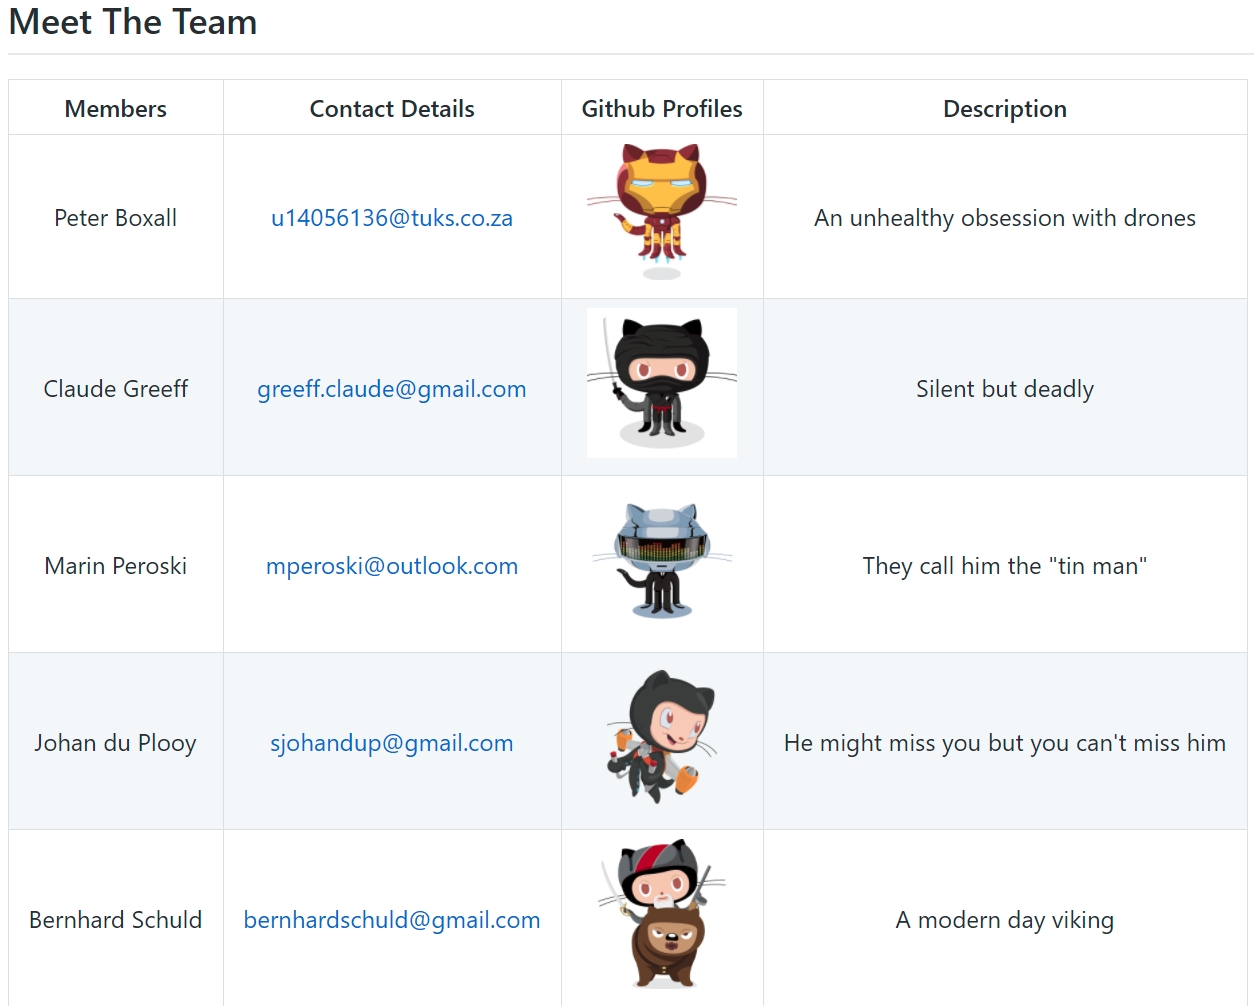 Meet The Team
Members Contact Details Github Profiles Description
Peter Boxall u14056136@tuks.co.za An unhealthy obsession with drones
Claude Greeff greeff.claude@gmail.com Silent but deadly
Marin Peroski mperoski@outlook.com They call him the "tin man"
Johan du Plooy sjohandup@gmail.com He might miss you but you can't miss him
Bernhard Schuld bernhardschuld@gmail.com A modern day viking